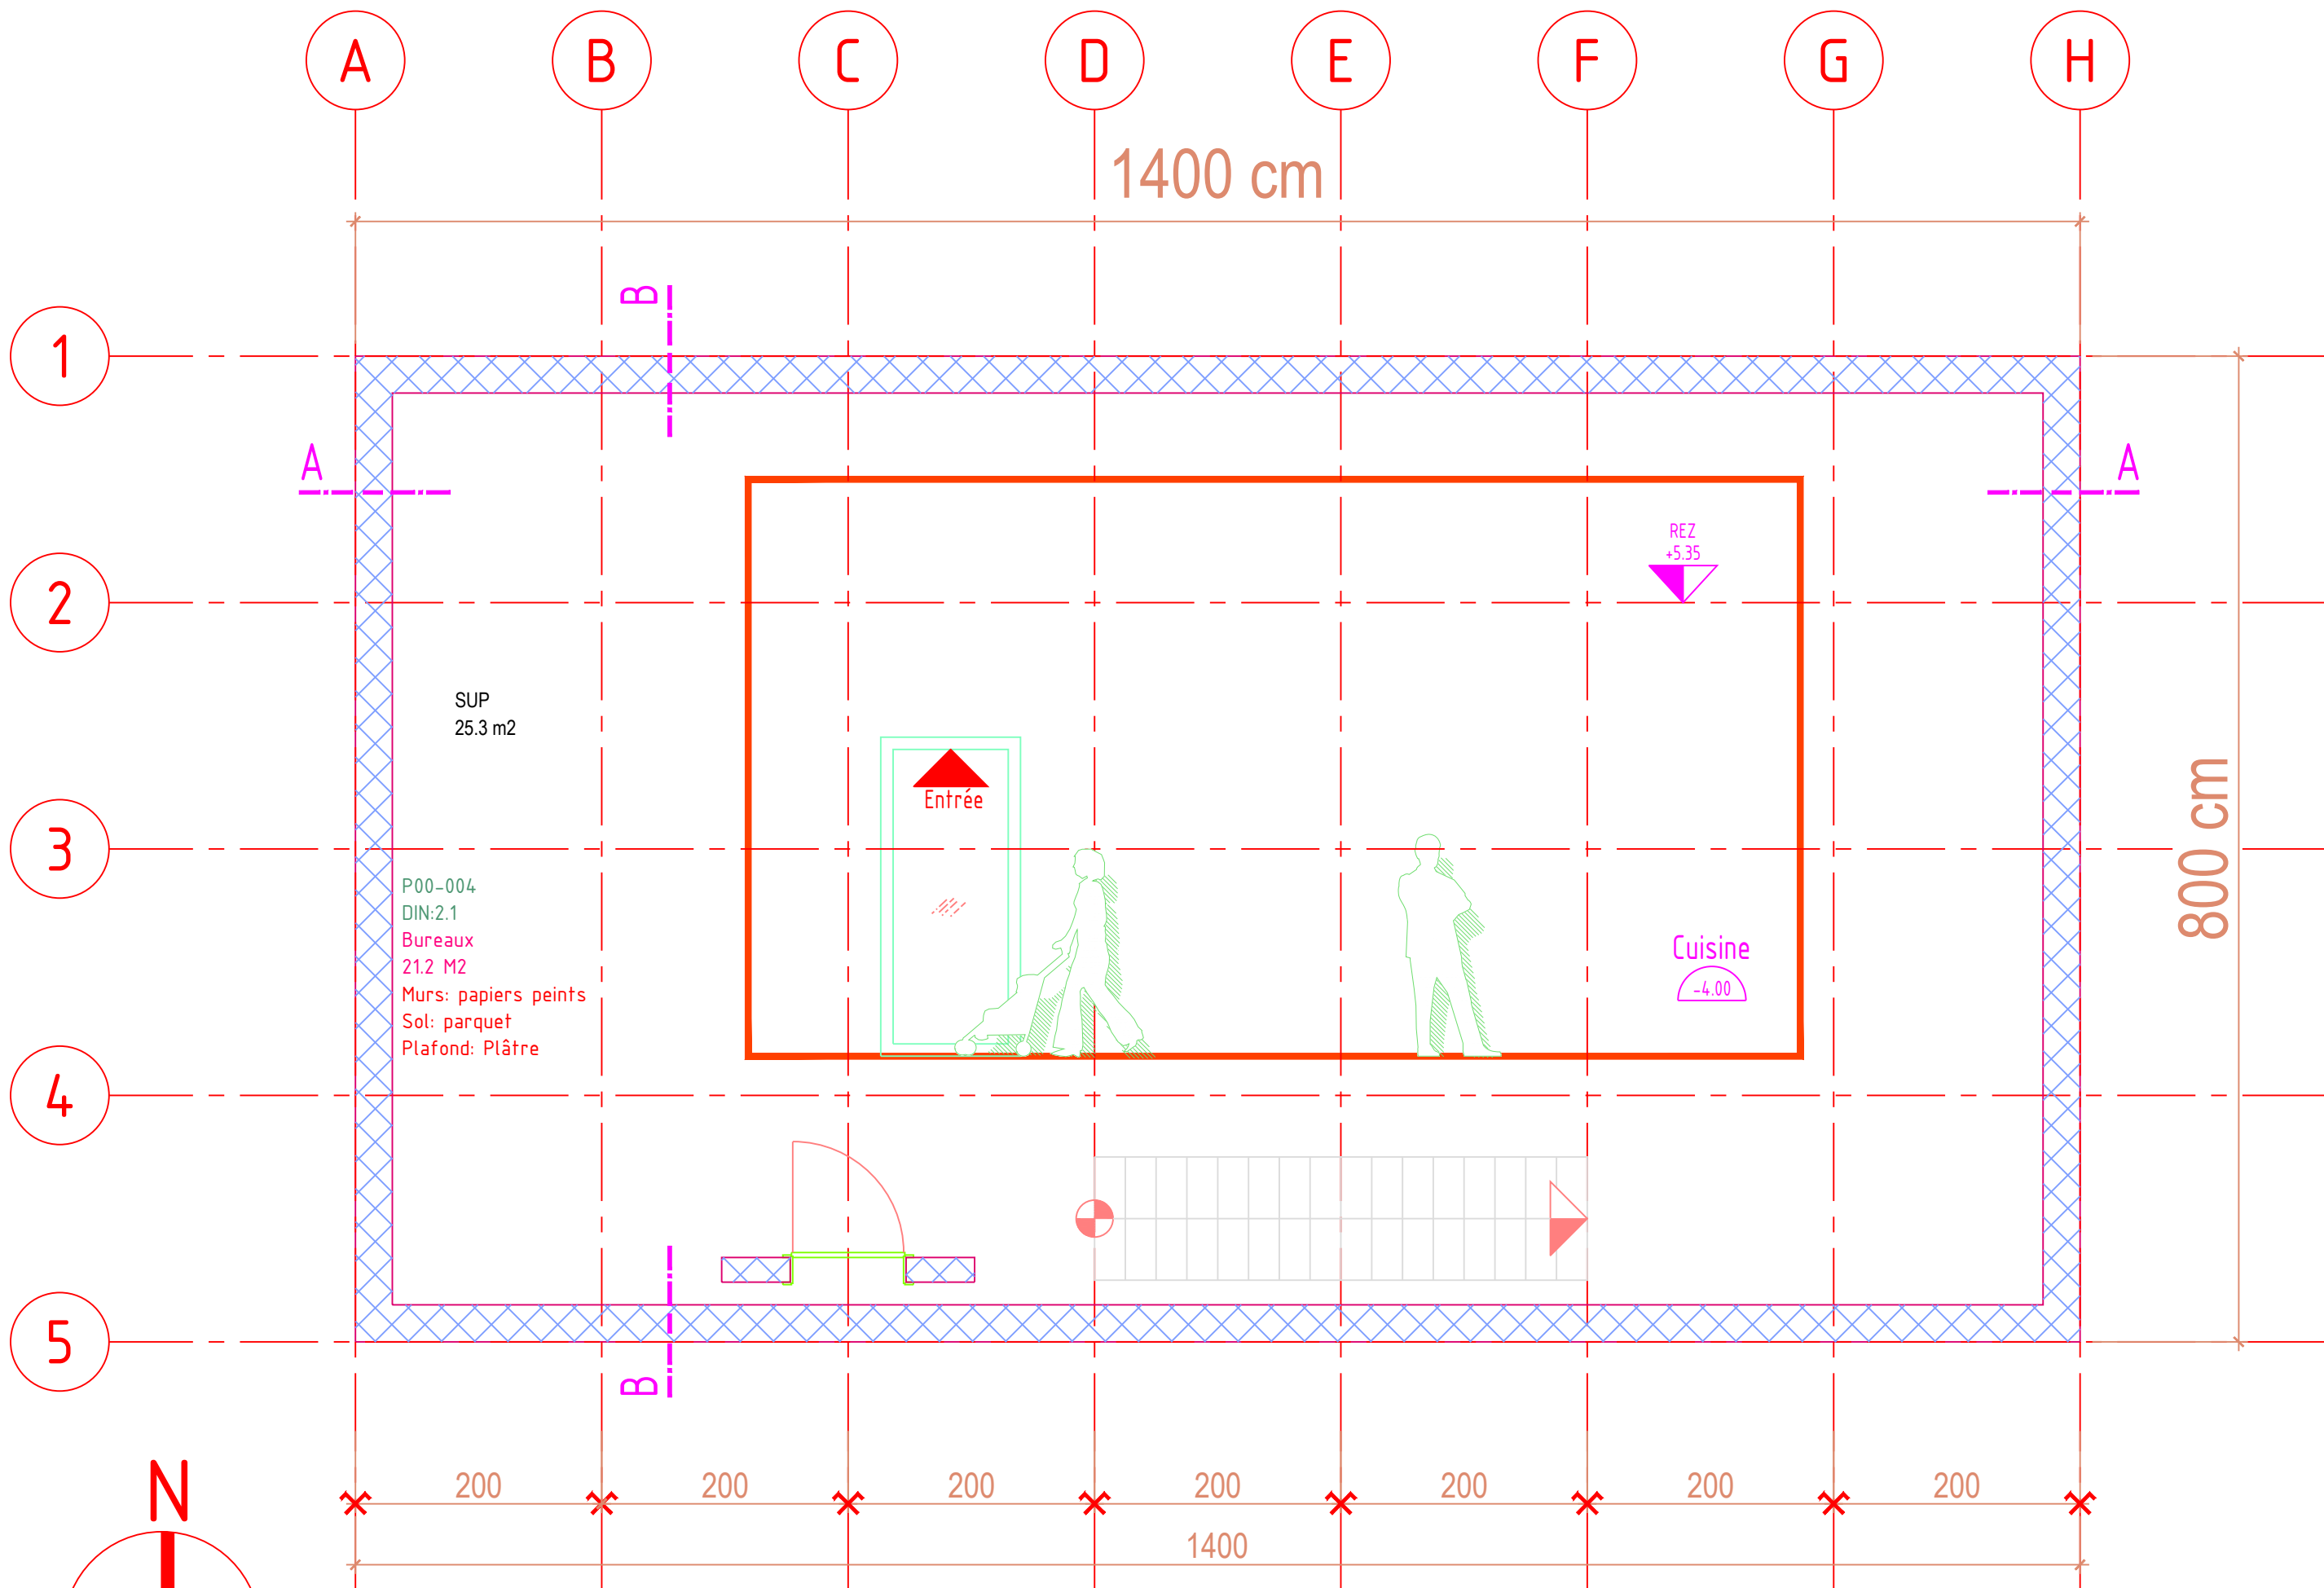 A B C D E F G H
1400 cm
B
1
A A
REZ
+5.35
2
SUP
25.3 m2
Entrée
3
800 cm
P00-004
DIN:2.1
Bureaux
21.2 M2
Murs: papiers peints
Sol: parquet
Plafond: Plâtre
Cuisine
-4.00
4
5
B
N
200 200 200 200 200 200 200
1400